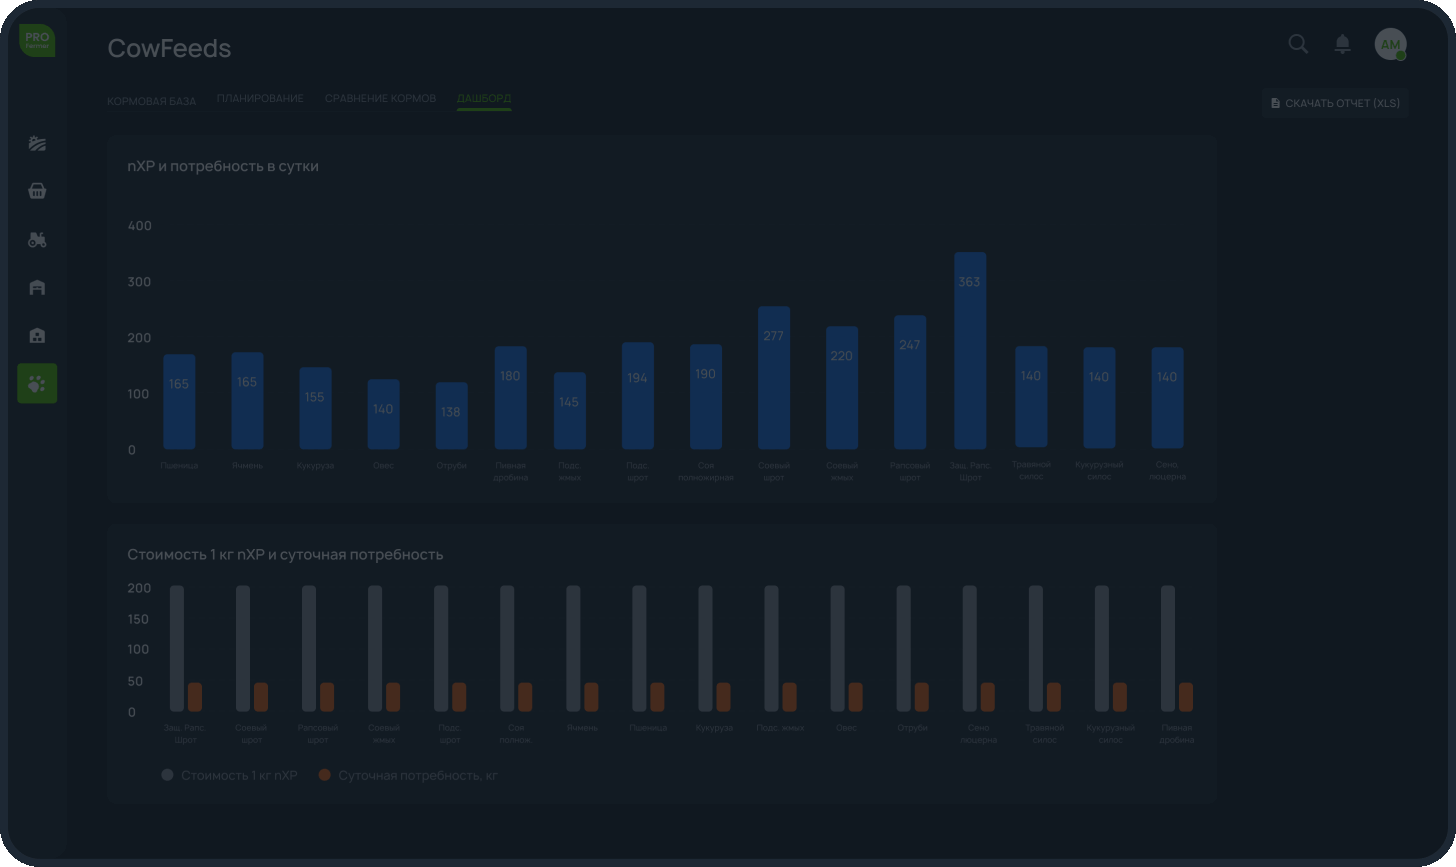 PRO
CowFeeds
AM
КОРМОВАЯ БАЗА
ПЛАНИРОВАНИЕ
СРАВНЕНИЕ КОРМОВ
ДАШБОРД
СКАЧАТЬ ОТЧЕТ (XLS)
nXP и потребность в сутки
400
300
200
100
0
165
165
155
140
138
180
145
194
190
277
220
247
363
140
140
140
Пшеница
Ячмень
Кукуруза
Овес
Отруби
Пивная
дробина
Подс.
жмых
Подс.
шрот
Соя
полножирная
Соевый
шрот
Соевый
жмых
Рапсовый
шрот
Защ. Рапс.
Шрот
Травяной
силос
Кукурузный
силос
Сено
люцерна
Стоимость 1 кг nXP и суточная потребность
200
150
100
50
0
Защ. Рапс.
Шрот
Соевый
шрот
Рапсовый
шрот
Соевый
жмых
Подс.
шрот
Соя
полнож.
Ячмень
Пшеница
Кукуруза
Подс. жмых
Овес
Отруби
Сено
люцерна
Травяной
силос
Кукурузный
силос
Пивная
дробина
Стоимость 1 кг nXP
Суточная потребность, кг